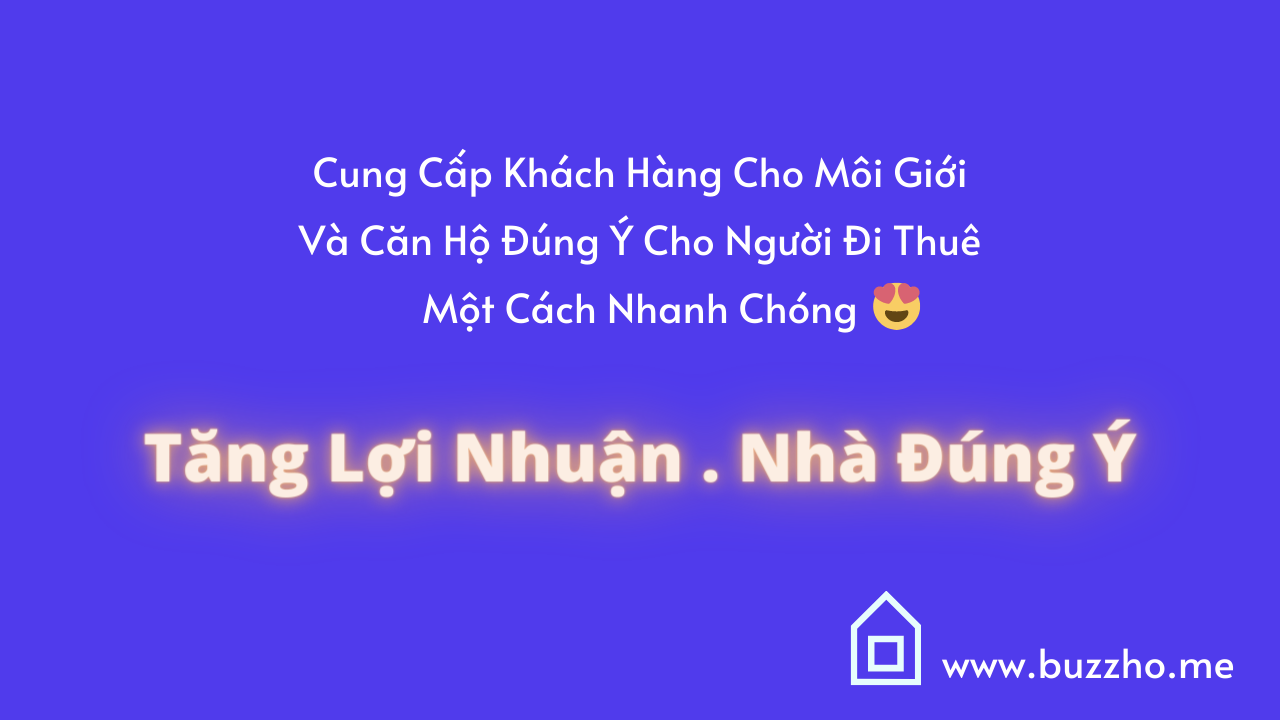 Cung Cấp Khách Hàng Cho Môi Giới
Và Căn Hộ Đúng Ý Cho Người Đi Thuê
Một Cách Nhanh Chóng 😍
Tăng Lợi Nhuận . Nhà Đúng Ý
www.buzzho.me